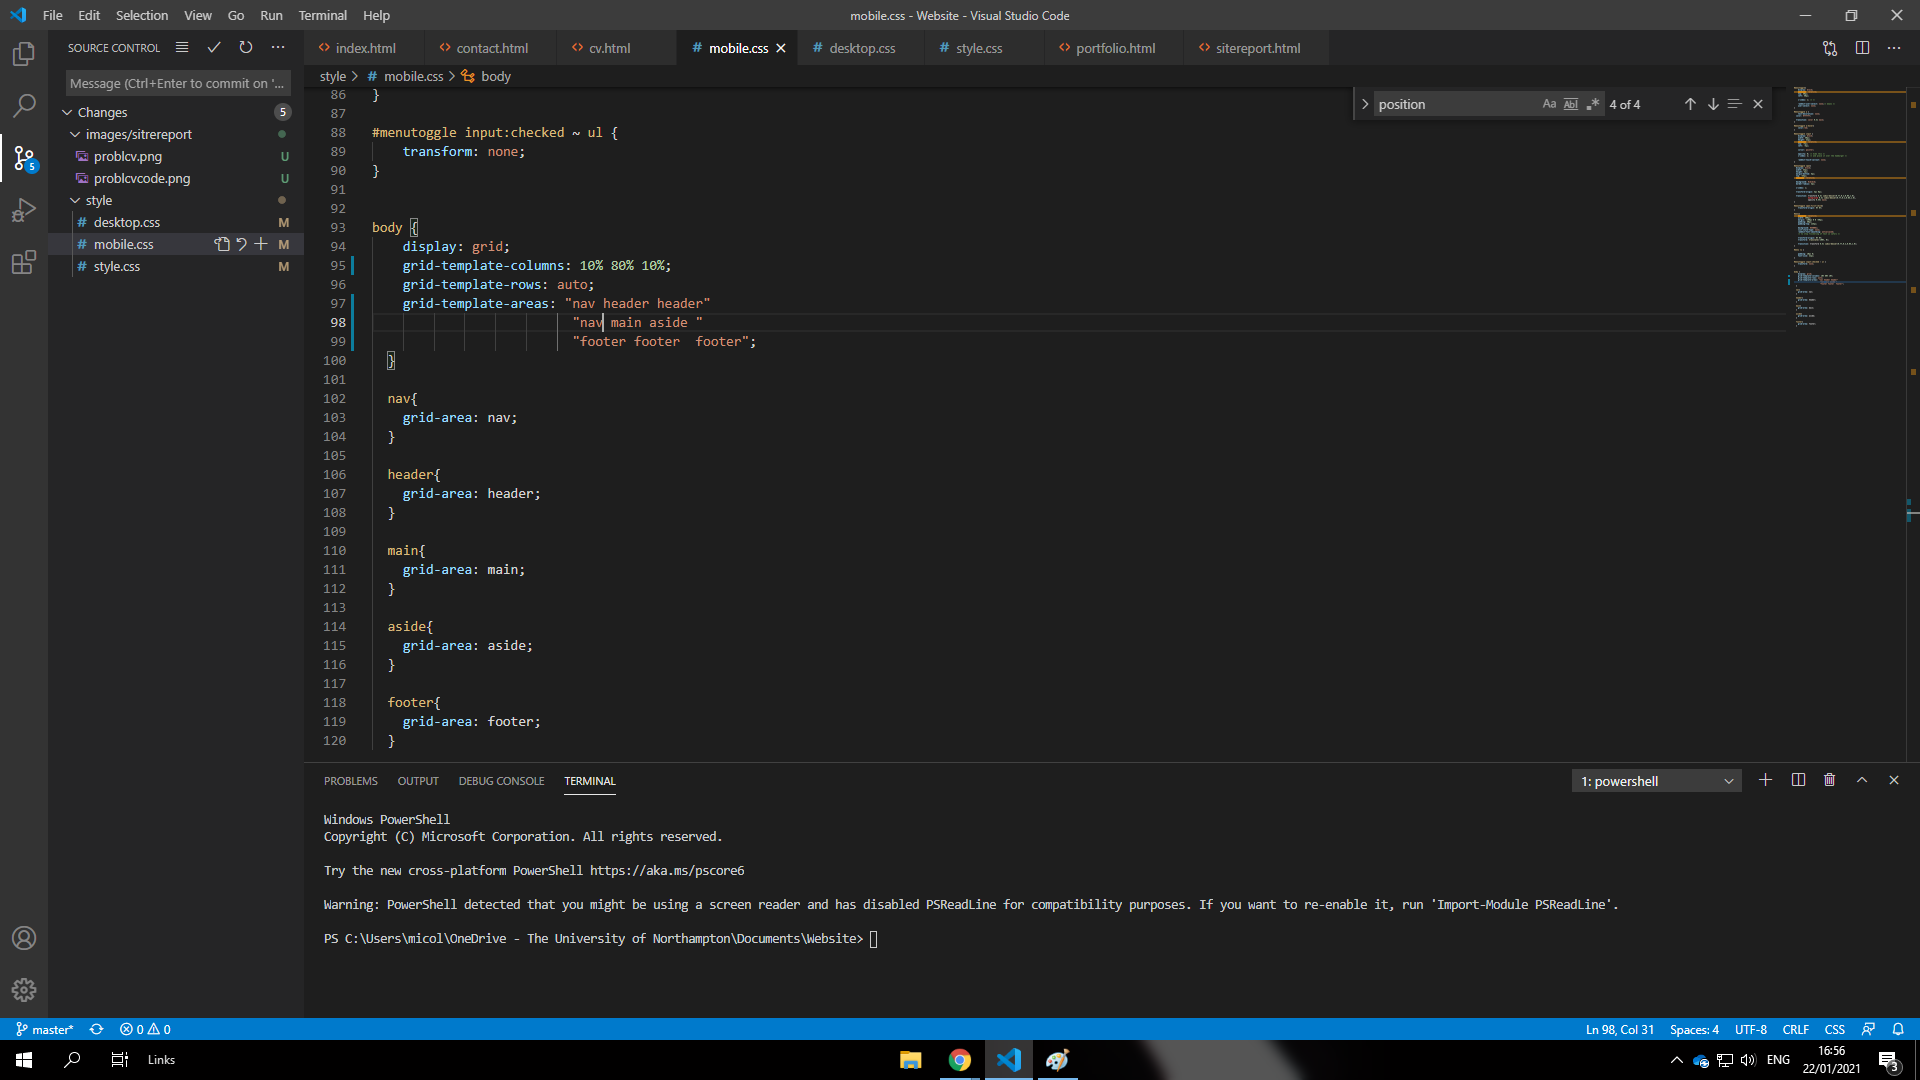 File Edit Selection View Go Run Terminal Help
mobile.css - Website - Visual Studio Code
SOURCE CONTROL
index.html contact.html cv.html # mobile.css # desktop.css # style.css portfolio.html sitereport.html
Message (Ctrl+Enter to commit on '...
style > # mobile.css > body
position Aa Abl .* 4 of 4
Changes 5
images/sitrereport
problcv.png U
problcvcode.png U
style
# desktop.css M
# mobile.css M
# style.css M
5
86 }
87
88 #menutoggle input:checked ~ ul {
89 transform: none;
90 }
91
92
93 body {
94 display: grid;
95 grid-template-columns: 10% 80% 10%;
96 grid-template-rows: auto;
97 grid-template-areas: "nav header header"
98 "nav main aside "
99 "footer footer  footer";
100 }
101
102 nav{
103 grid-area: nav;
104 }
105
106 header{
107 grid-area: header;
108 }
109
110 main{
111 grid-area: main;
112 }
113
114 aside{
115 grid-area: aside;
116 }
117
118 footer{
119 grid-area: footer;
120 }
PROBLEMS OUTPUT DEBUG CONSOLE TERMINAL
1: powershell
Windows PowerShell
Copyright (C) Microsoft Corporation. All rights reserved.
Try the new cross-platform PowerShell https://aka.ms/pscore6
Warning: PowerShell detected that you might be using a screen reader and has disabled PSReadLine for compatibility purposes. If you want to re-enable it, run 'Import-Module PSReadLine'.
PS C:\Users\micol\OneDrive - The University of Northampton\Documents\Website>
master* 0 0
Ln 98, Col 31 Spaces: 4 UTF-8 CRLF CSS
Links
ENG
16:56
22/01/2021
3